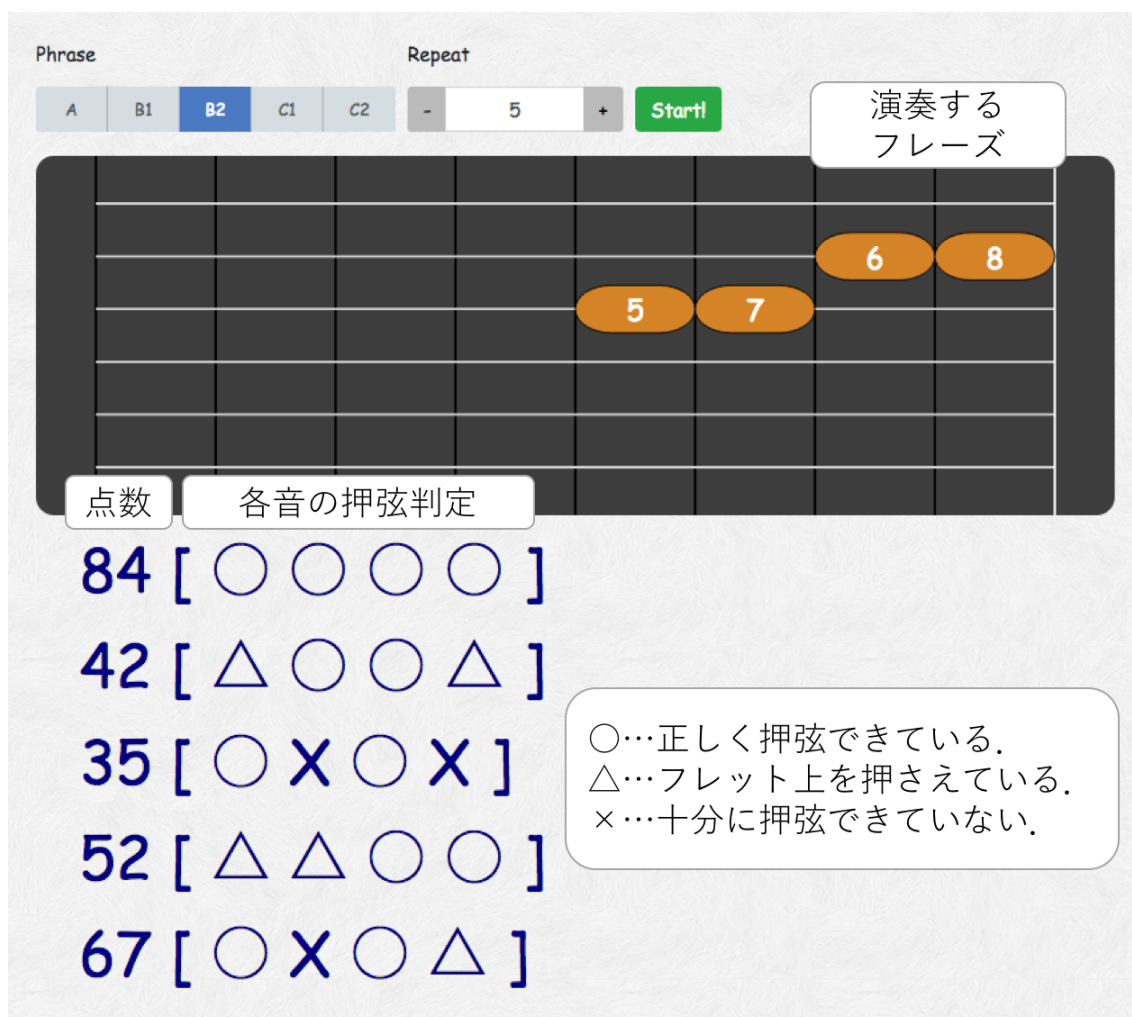 Phrase
Repeat
A B1 B2 C1 C2 - 5 + Start!
演奏する
フレーズ
6 8
5 7
点数 各音の押弦判定
84 [ ○ ○ ○ ○ ]
42 [ △ ○ ○ △ ]
35 [ ○ X ○ X ]
52 [ △ △ ○ ○ ]
67 [ ○ X ○ △ ]
○…正しく押弦できている.
△…フレット上を押さえている.
×…十分に押弦できていない.